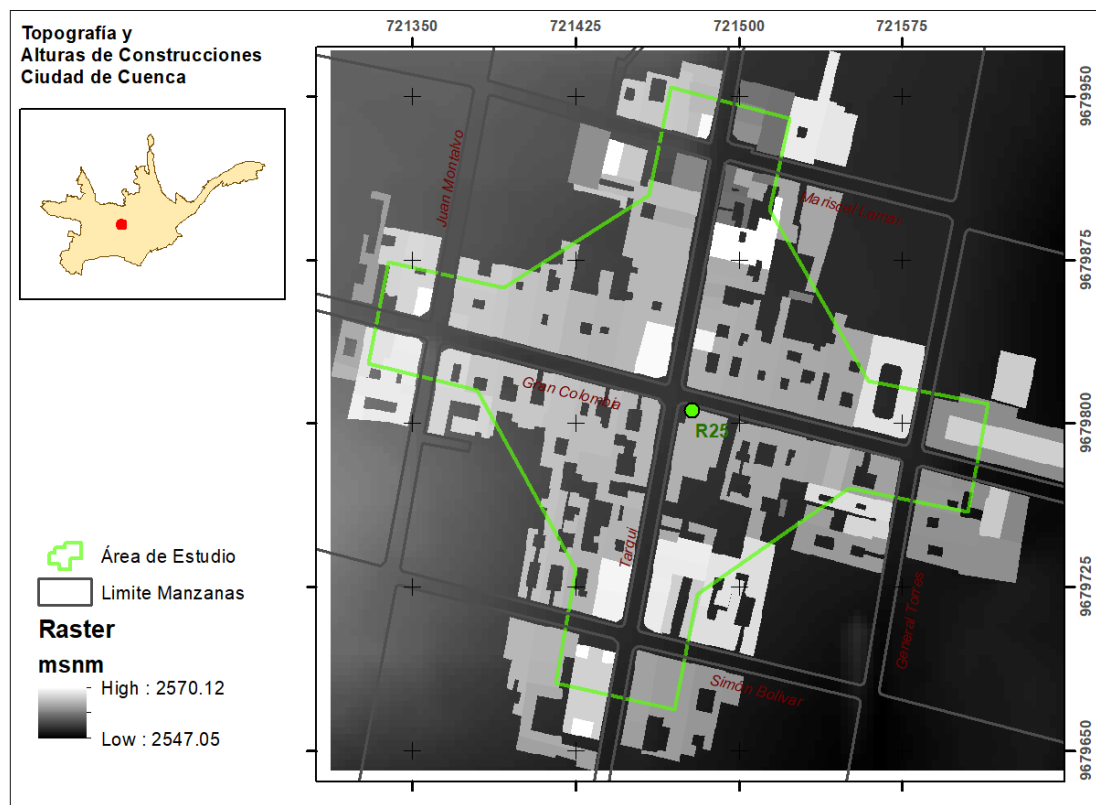 Topografía y
Alturas de Construcciones
Ciudad de Cuenca
721350
721425
721500
721575
9679950
9679875
9679800
9679725
9679650
Juan Montalvo
Mariscal Lamar
Gran Colombia
R25
Tarqui
General Torres
Simón Bolívar
Área de Estudio
Limite Manzanas
Raster
msnm
High : 2570.12
Low : 2547.05